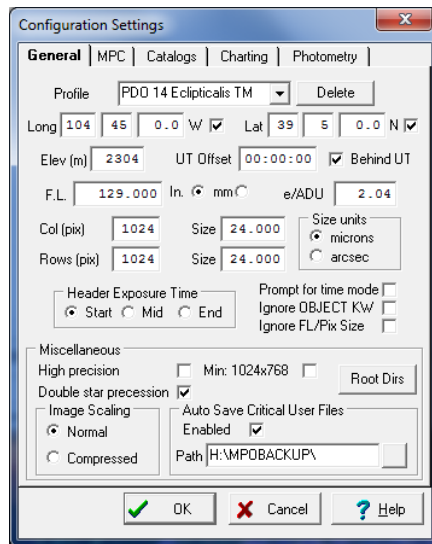 Configuration Settings
General MPC Catalogs Charting Photometry
Profile PDO 14 Eclipticalis TM Delete
Long 104 45 0.0 W Lat 39 5 0.0 N
Elev (m) 2304 UT Offset 00:00:00 Behind UT
F.L. 129.000 In. mm e/ADU 2.04
Size units
Col (pix) 1024 Size 24.000 microns
Rows (pix) 1024 Size 24.000 arcsec
Header Exposure Time Prompt for time mode
Start Mid End Ignore OBJECT KW
Ignore FL/Pix Size
Miscellaneous
High precision Min: 1024x768 Root Dirs
Double star precession
Image Scaling Auto Save Critical User Files
Normal Enabled
Compressed Path H:\MPOBACKUP\
OK Cancel ? Help